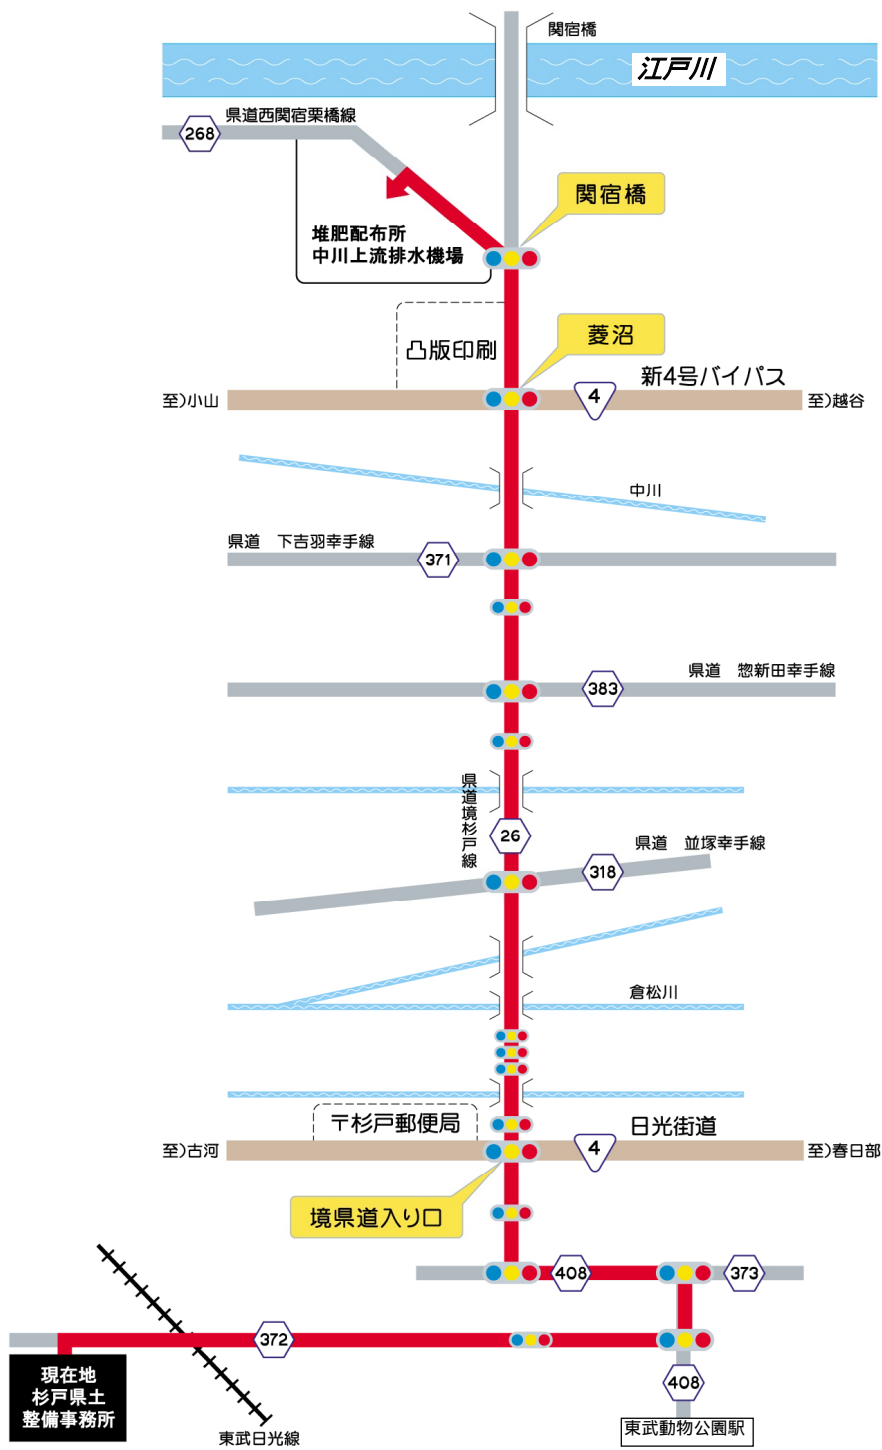 関宿橋
江戸川
県道西関宿栗橋線
268
関宿橋
堆肥配布所
中川上流排水機場
菱沼
凸版印刷
新4号バイパス
4
至)小山
至)越谷
中川
県道　下吉羽幸手線
371
県道　惣新田幸手線
383
県道境杉戸線
26
県道　並塚幸手線
318
倉松川
〒杉戸郵便局
日光街道
4
至)古河
至)春日部
境県道入り口
408
373
372
現在地
杉戸県土
整備事務所
408
東武動物公園駅
東武日光線